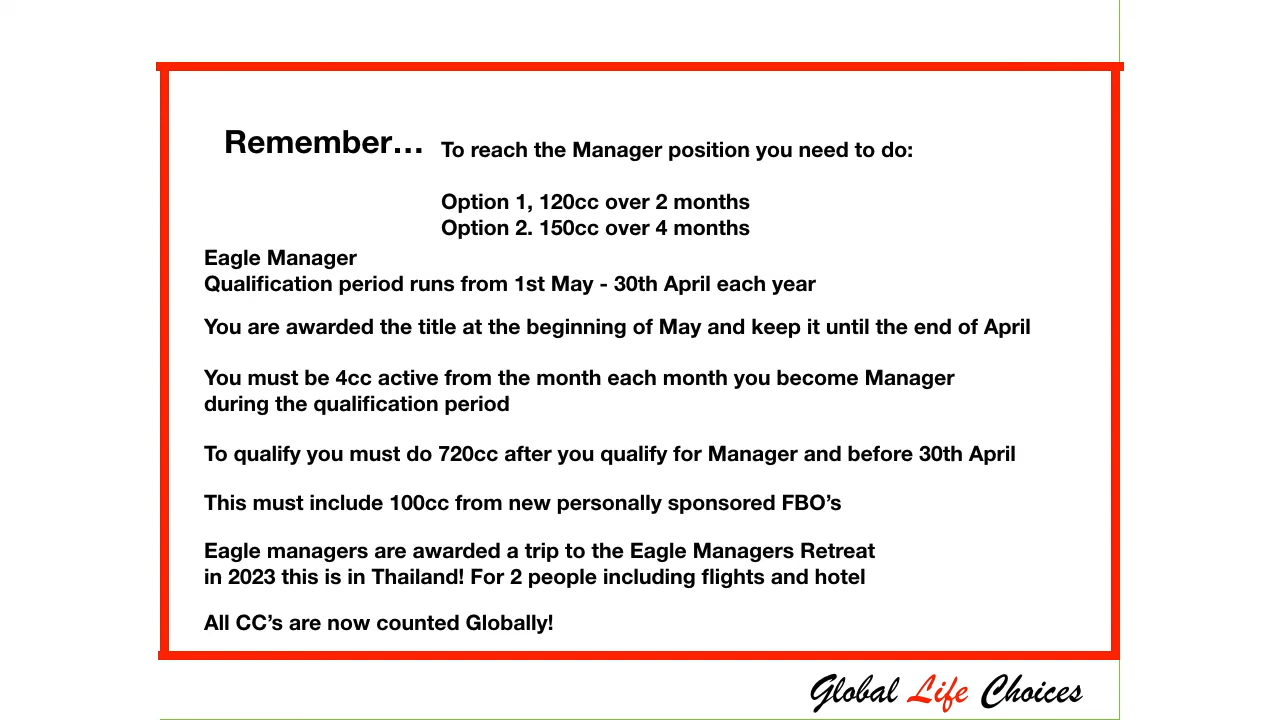 Remember…
To reach the Manager position you need to do:
Option 1, 120cc over 2 months
Option 2. 150cc over 4 months
Eagle Manager
Qualification period runs from 1st May - 30th April each year
You are awarded the title at the beginning of May and keep it until the end of April
You must be 4cc active from the month each month you become Manager
during the qualification period
To qualify you must do 720cc after you qualify for Manager and before 30th April
This must include 100cc from new personally sponsored FBO’s
Eagle managers are awarded a trip to the Eagle Managers Retreat
in 2023 this is in Thailand! For 2 people including flights and hotel
All CC’s are now counted Globally!
Global Life Choices